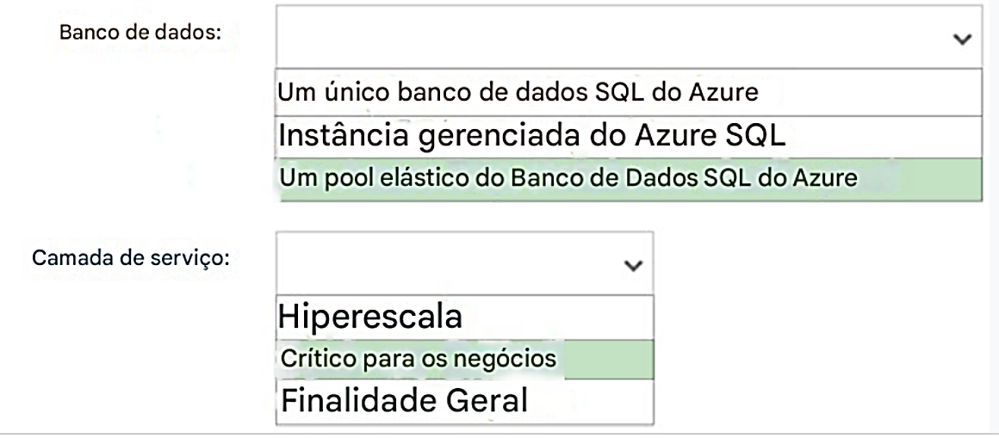 Banco de dados:
Um único banco de dados SQL do Azure
Instância gerenciada do Azure SQL
Um pool elástico do Banco de Dados SQL do Azure
Camada de serviço:
Hiperescala
Crítico para os negócios
Finalidade Geral